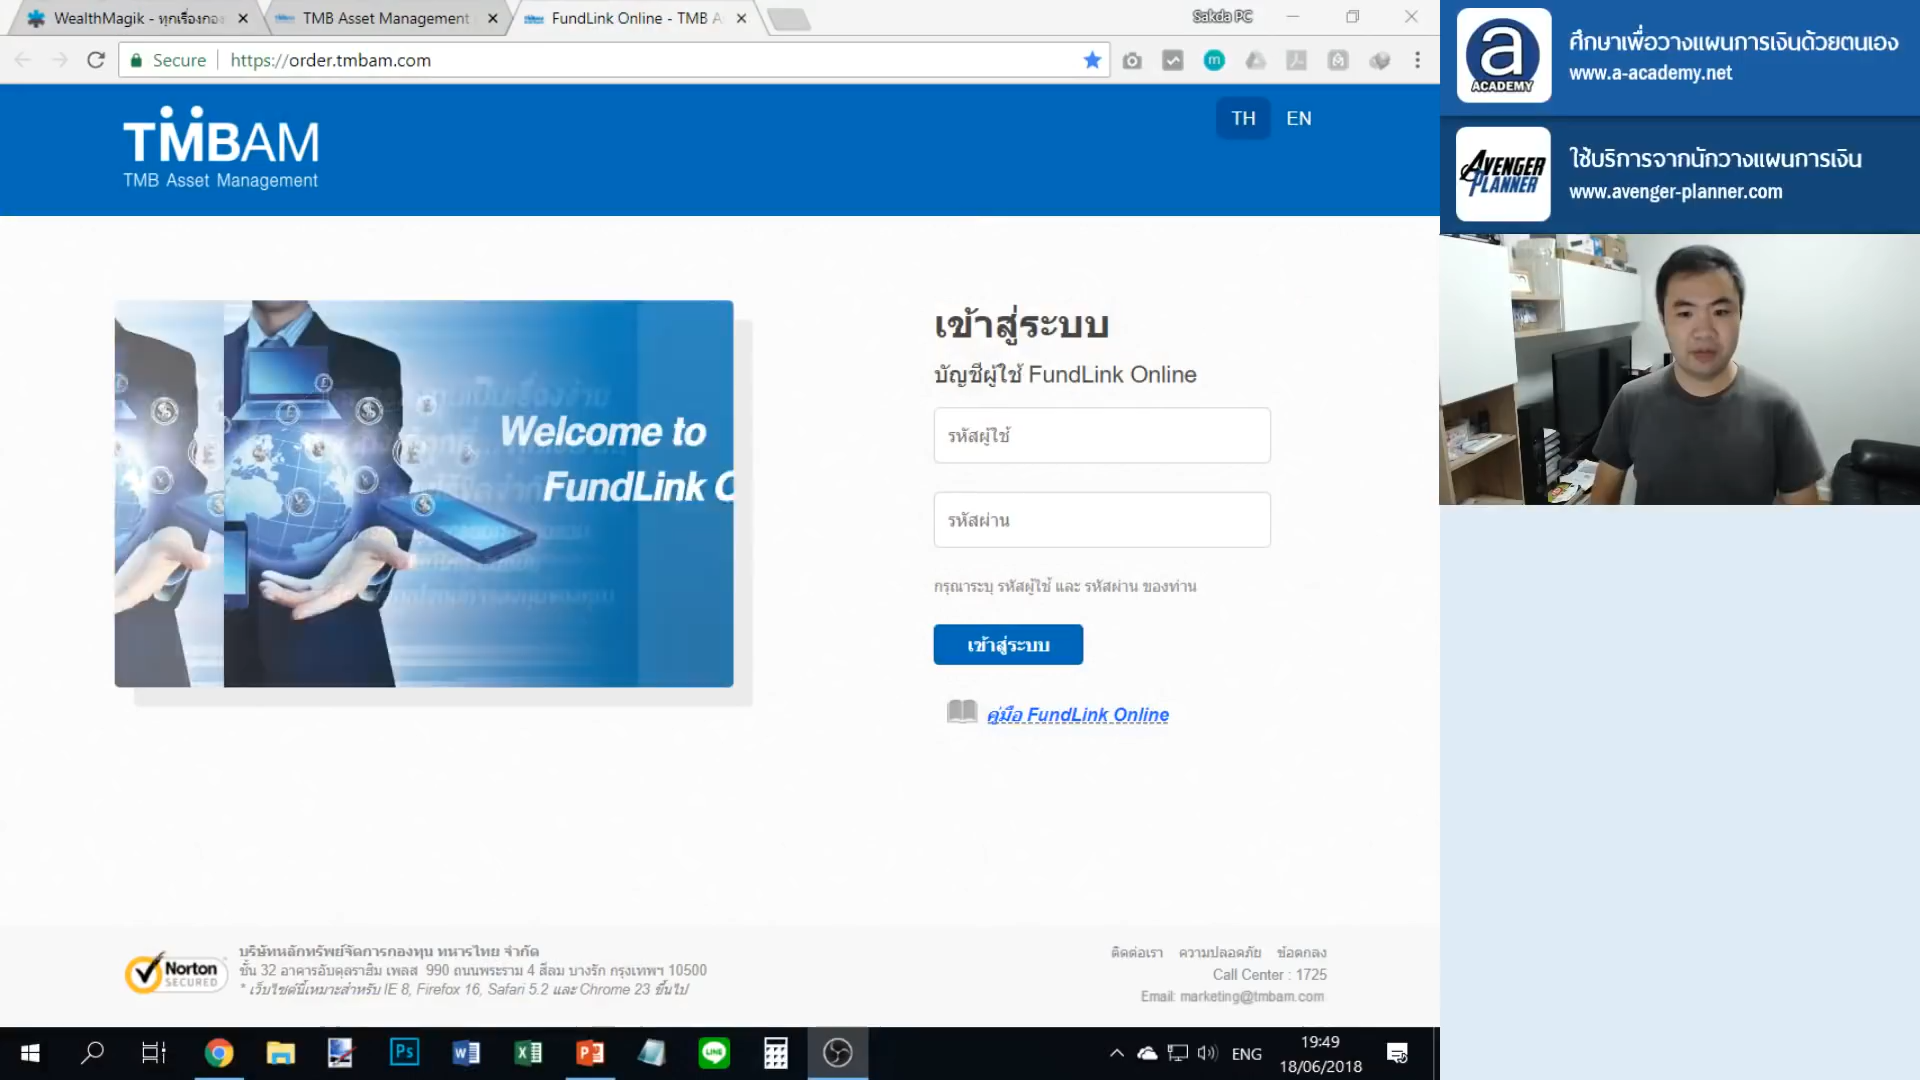 WealthMagik - ทุกเรื่องกอง
TMB Asset Management
FundLink Online - TMB A
Sakda PC
Secure
https://order.tmbam.com
TMBAM
TMB Asset Management
TH
EN
Welcome to
FundLink O
เข้าสู่ระบบ
บัญชีผู้ใช้ FundLink Online
รหัสผู้ใช้
รหัสผ่าน
กรุณาระบุ รหัสผู้ใช้ และ รหัสผ่าน ของท่าน
เข้าสู่ระบบ
คู่มือ FundLink Online
Norton
SECURED
บริษัทหลักทรัพย์จัดการกองทุน ทหารไทย จำกัด
ชั้น 32 อาคารอับดุลราฮิม เพลส 990 ถนนพระราม 4 สีลม บางรัก กรุงเทพฯ 10500
* เว็บไซต์นี้เหมาะสำหรับ IE 8, Firefox 16, Safari 5.2 และ Chrome 23 ขึ้นไป
ติดต่อเรา ความปลอดภัย ข้อตกลง
Call Center : 1725
Email: marketing@tmbam.com
ENG
19:49
18/06/2018
a
ACADEMY
ศึกษาเพื่อวางแผนการเงินด้วยตนเอง
www.a-academy.net
AVENGER
PLANNER
ใช้บริการจากนักวางแผนการเงิน
www.avenger-planner.com